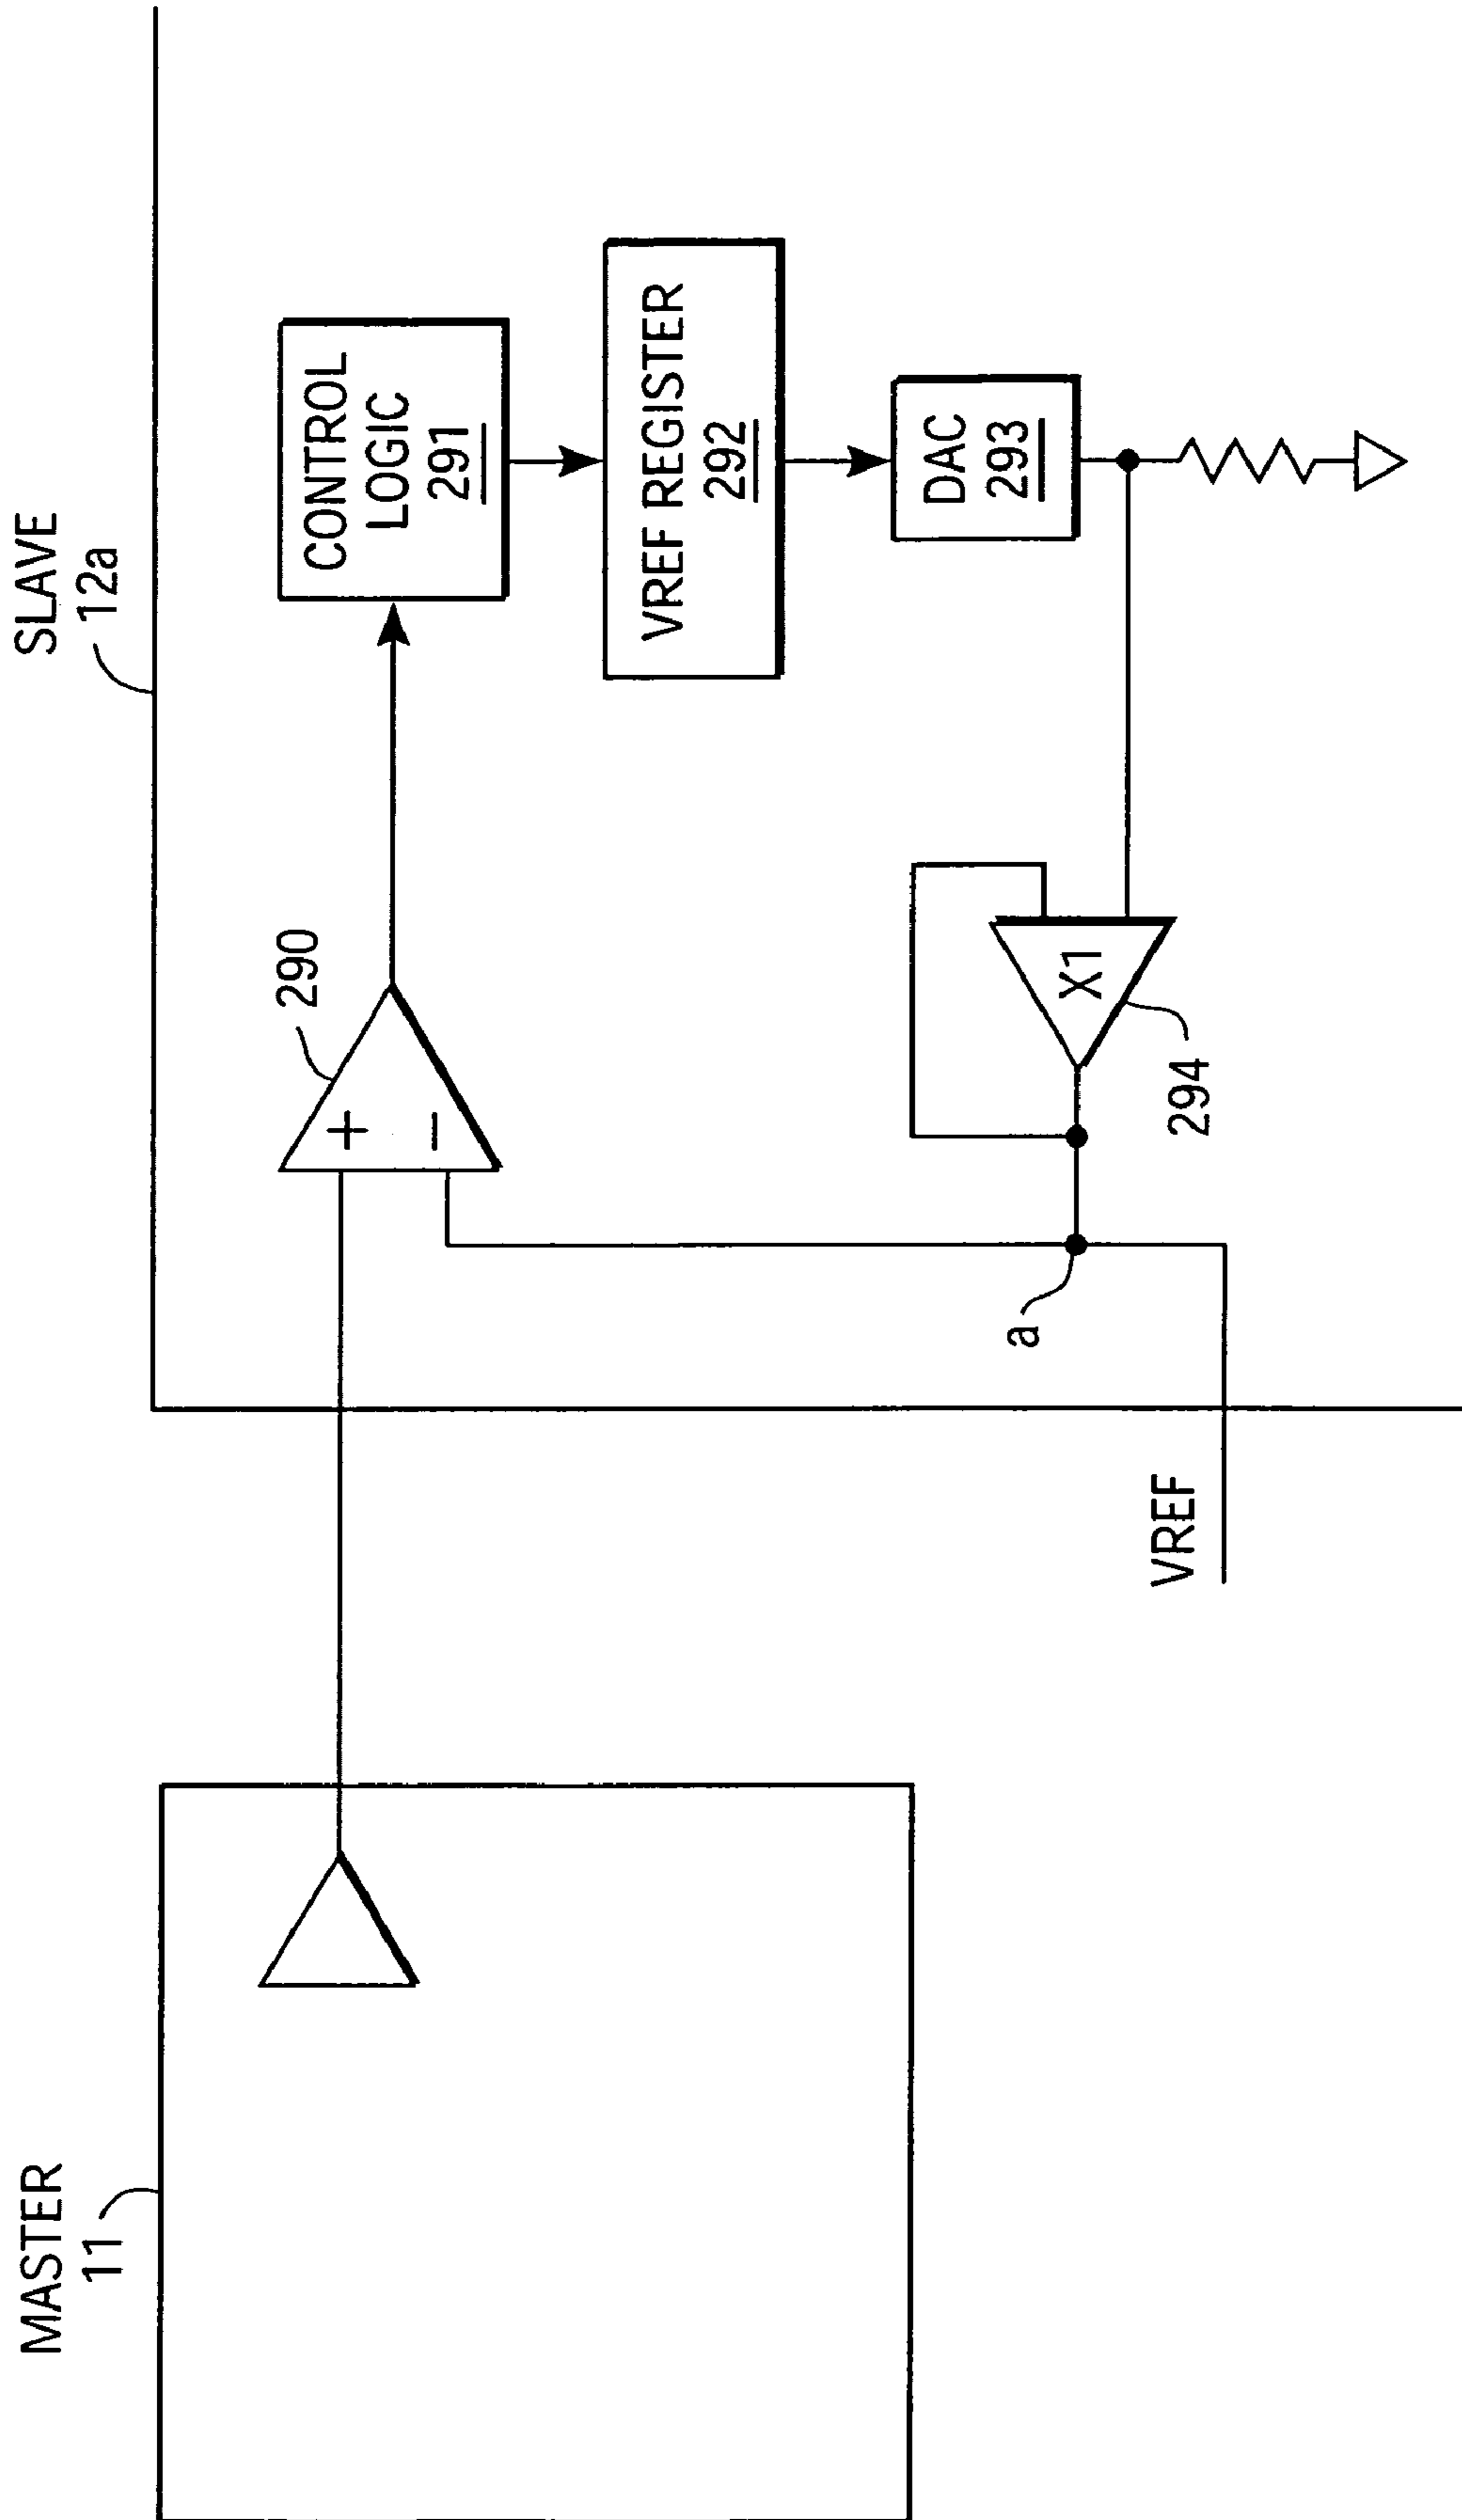 MASTER
11
SLAVE
12a
290
+
-
CONTROL
LOGIC
291
VREF REGISTER
292
DAC
293
X1
294
a
VREF